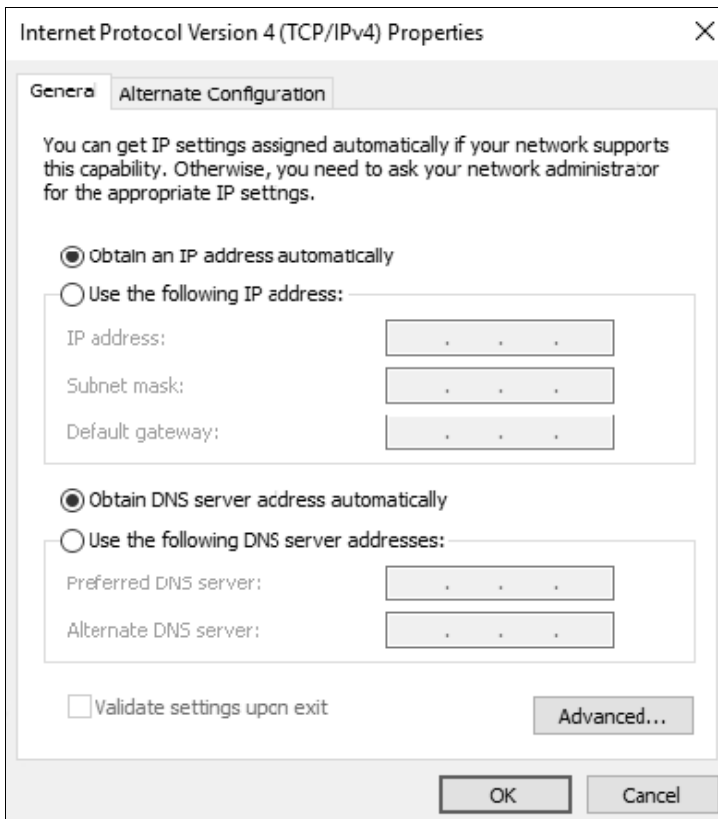 Internet Protocol Version 4 (TCP/IPv4) Properties
General
Alternate Configuration
You can get IP settings assigned automatically if your network supports
this capability. Otherwise, you need to ask your network administrator
for the appropriate IP settings.
Obtain an IP address automatically
Use the following IP address:
IP address:
Subnet mask:
Default gateway:
Obtain DNS server address automatically
Use the following DNS server addresses:
Preferred DNS server:
Alternate DNS server:
Validate settings upon exit
Advanced...
OK
Cancel